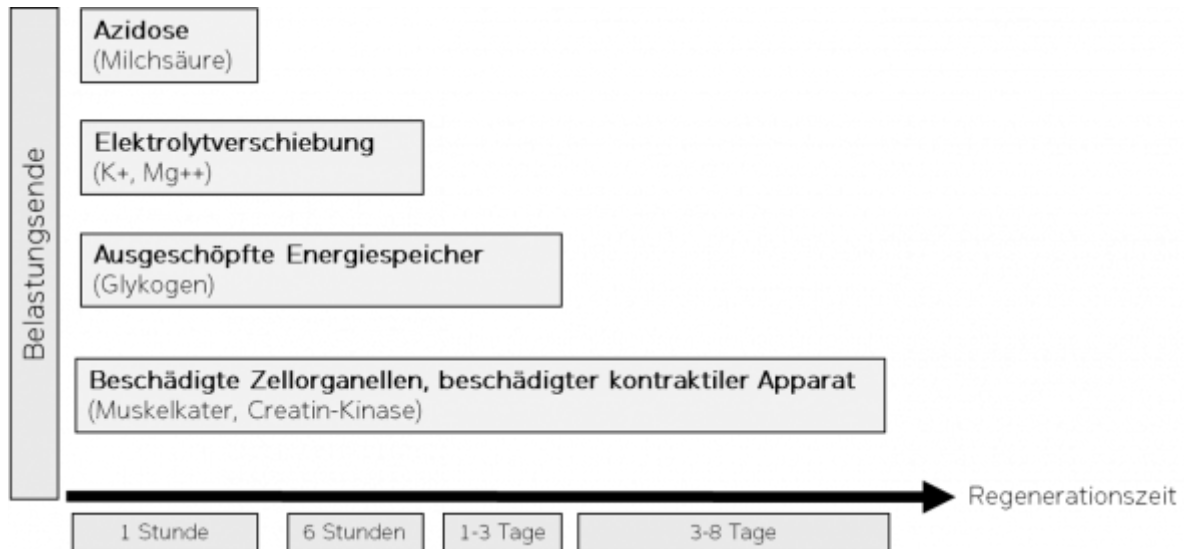 Belastungsende
Azidose
(Milchsäure)
Elektrolytverschiebung
(K+, Mg++)
Ausgeschöpfte Energiespeicher
(Glykogen)
Beschädigte Zellorganellen, beschädigter kontraktiler Apparat
(Muskelkater, Creatin-Kinase)
Regenerationszeit
1 Stunde
6 Stunden
1-3 Tage
3-8 Tage